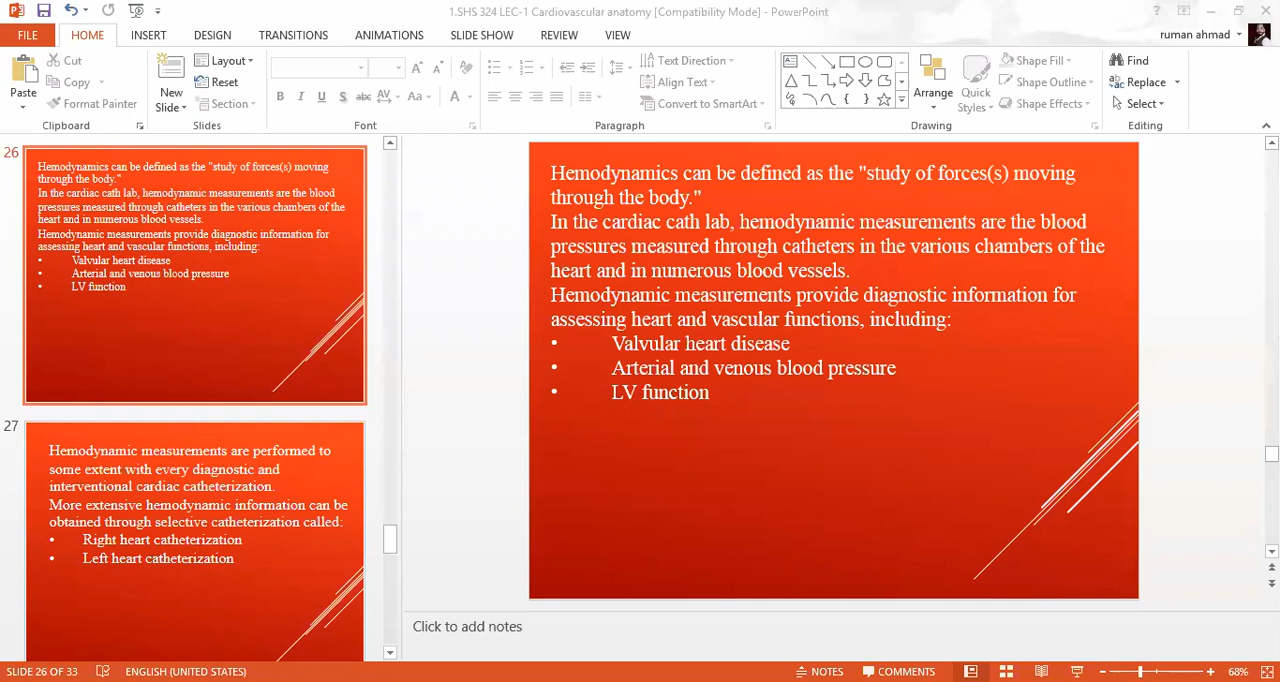 1.SHS 324 LEC-1 Cardiovascular anatomy [Compatibility Mode] - PowerPoint
FILE HOME INSERT DESIGN TRANSITIONS ANIMATIONS SLIDE SHOW REVIEW VIEW ruman ahmad
Cut
Copy
Format Painter
Paste
Clipboard
New
Slide
Layout
Reset
Section
Slides
B I U S abc AV Aa A
Font
Text Direction
Align Text
Convert to SmartArt
Paragraph
Arrange
Quick
Styles
Shape Fill
Shape Outline
Shape Effects
Drawing
Find
Replace
Select
Editing
26
Hemodynamics can be defined as the "study of forces(s) moving
through the body."
In the cardiac cath lab, hemodynamic measurements are the blood
pressures measured through catheters in the various chambers of the
heart and in numerous blood vessels.
Hemodynamic measurements provide diagnostic information for
assessing heart and vascular functions, including:
• Valvular heart disease
• Arterial and venous blood pressure
• LV function
27
Hemodynamic measurements are performed to
some extent with every diagnostic and
interventional cardiac catheterization.
More extensive hemodynamic information can be
obtained through selective catheterization called:
• Right heart catheterization
• Left heart catheterization
Hemodynamics can be defined as the "study of forces(s) moving
through the body."
In the cardiac cath lab, hemodynamic measurements are the blood
pressures measured through catheters in the various chambers of the
heart and in numerous blood vessels.
Hemodynamic measurements provide diagnostic information for
assessing heart and vascular functions, including:
• Valvular heart disease
• Arterial and venous blood pressure
• LV function
Click to add notes
SLIDE 26 OF 33 ENGLISH (UNITED STATES) NOTES COMMENTS 68%